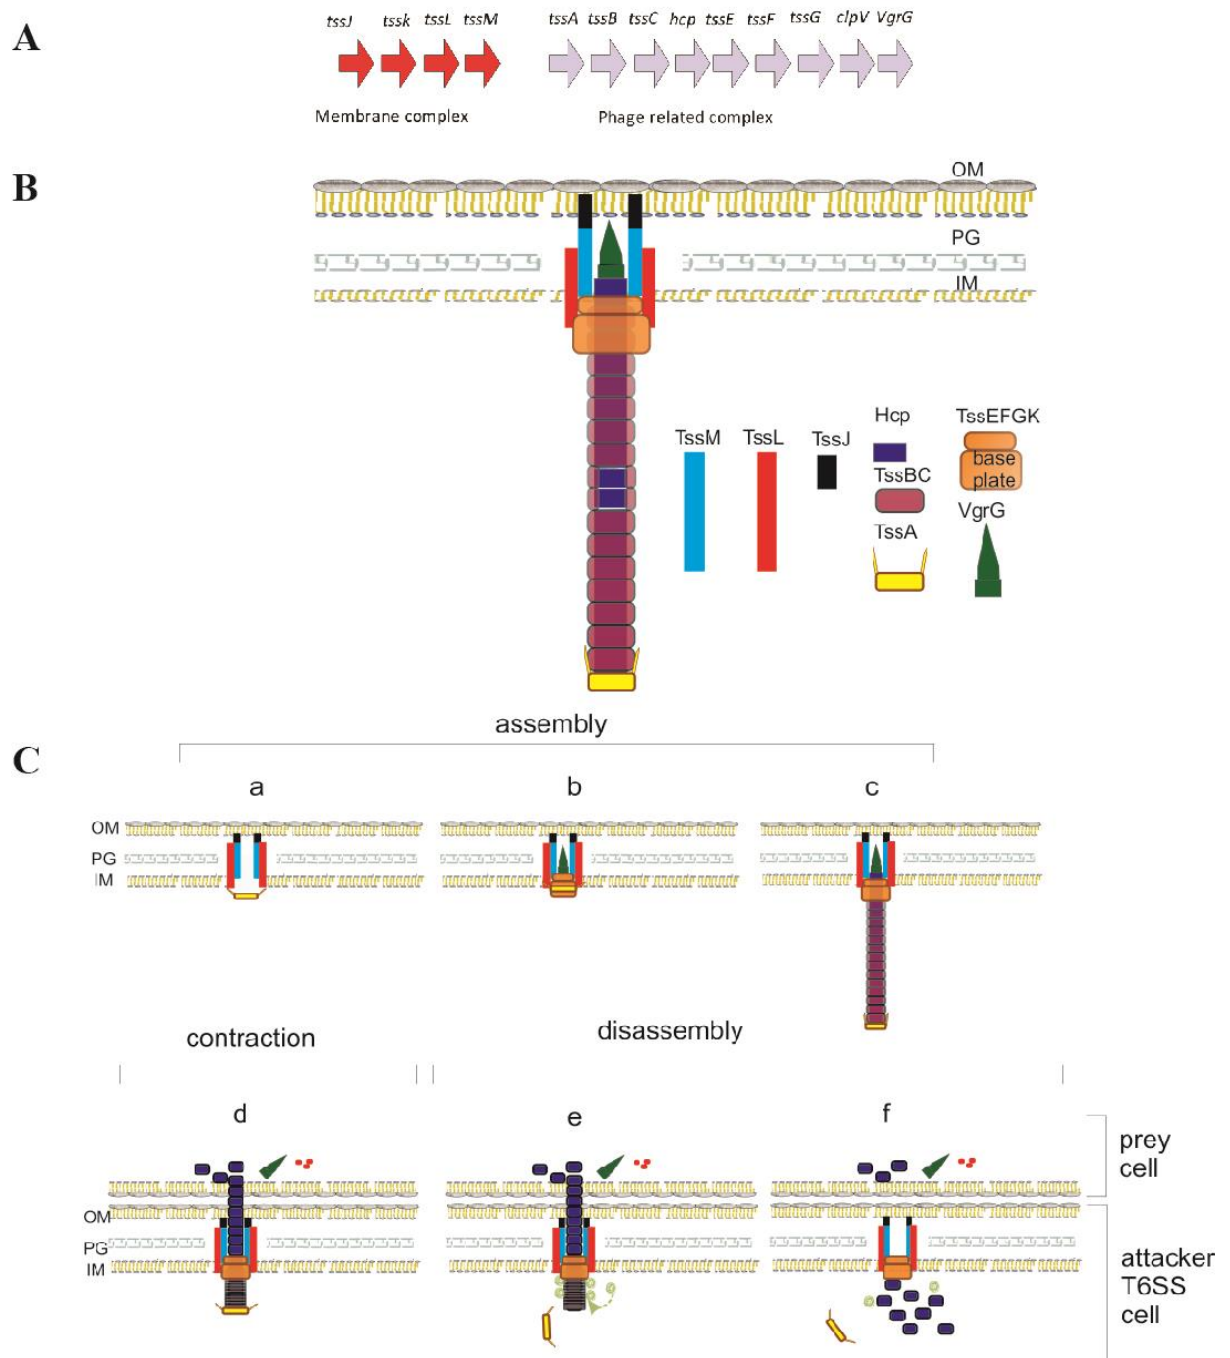 A
tssJ tssk tssL tssM tssA tssB tssC hcp tssE tssF tssG clpV VgrG
Membrane complex Phage related complex
B
OM
PG
IM
TssM TssL TssJ Hcp TssEFGK
base
plate
TssBC
VgrG
TssA
assembly
C
a b c
OM
PG
IM
contraction disassembly
d e f
prey
cell
OM
PG
IM
attacker
T6SS
cell